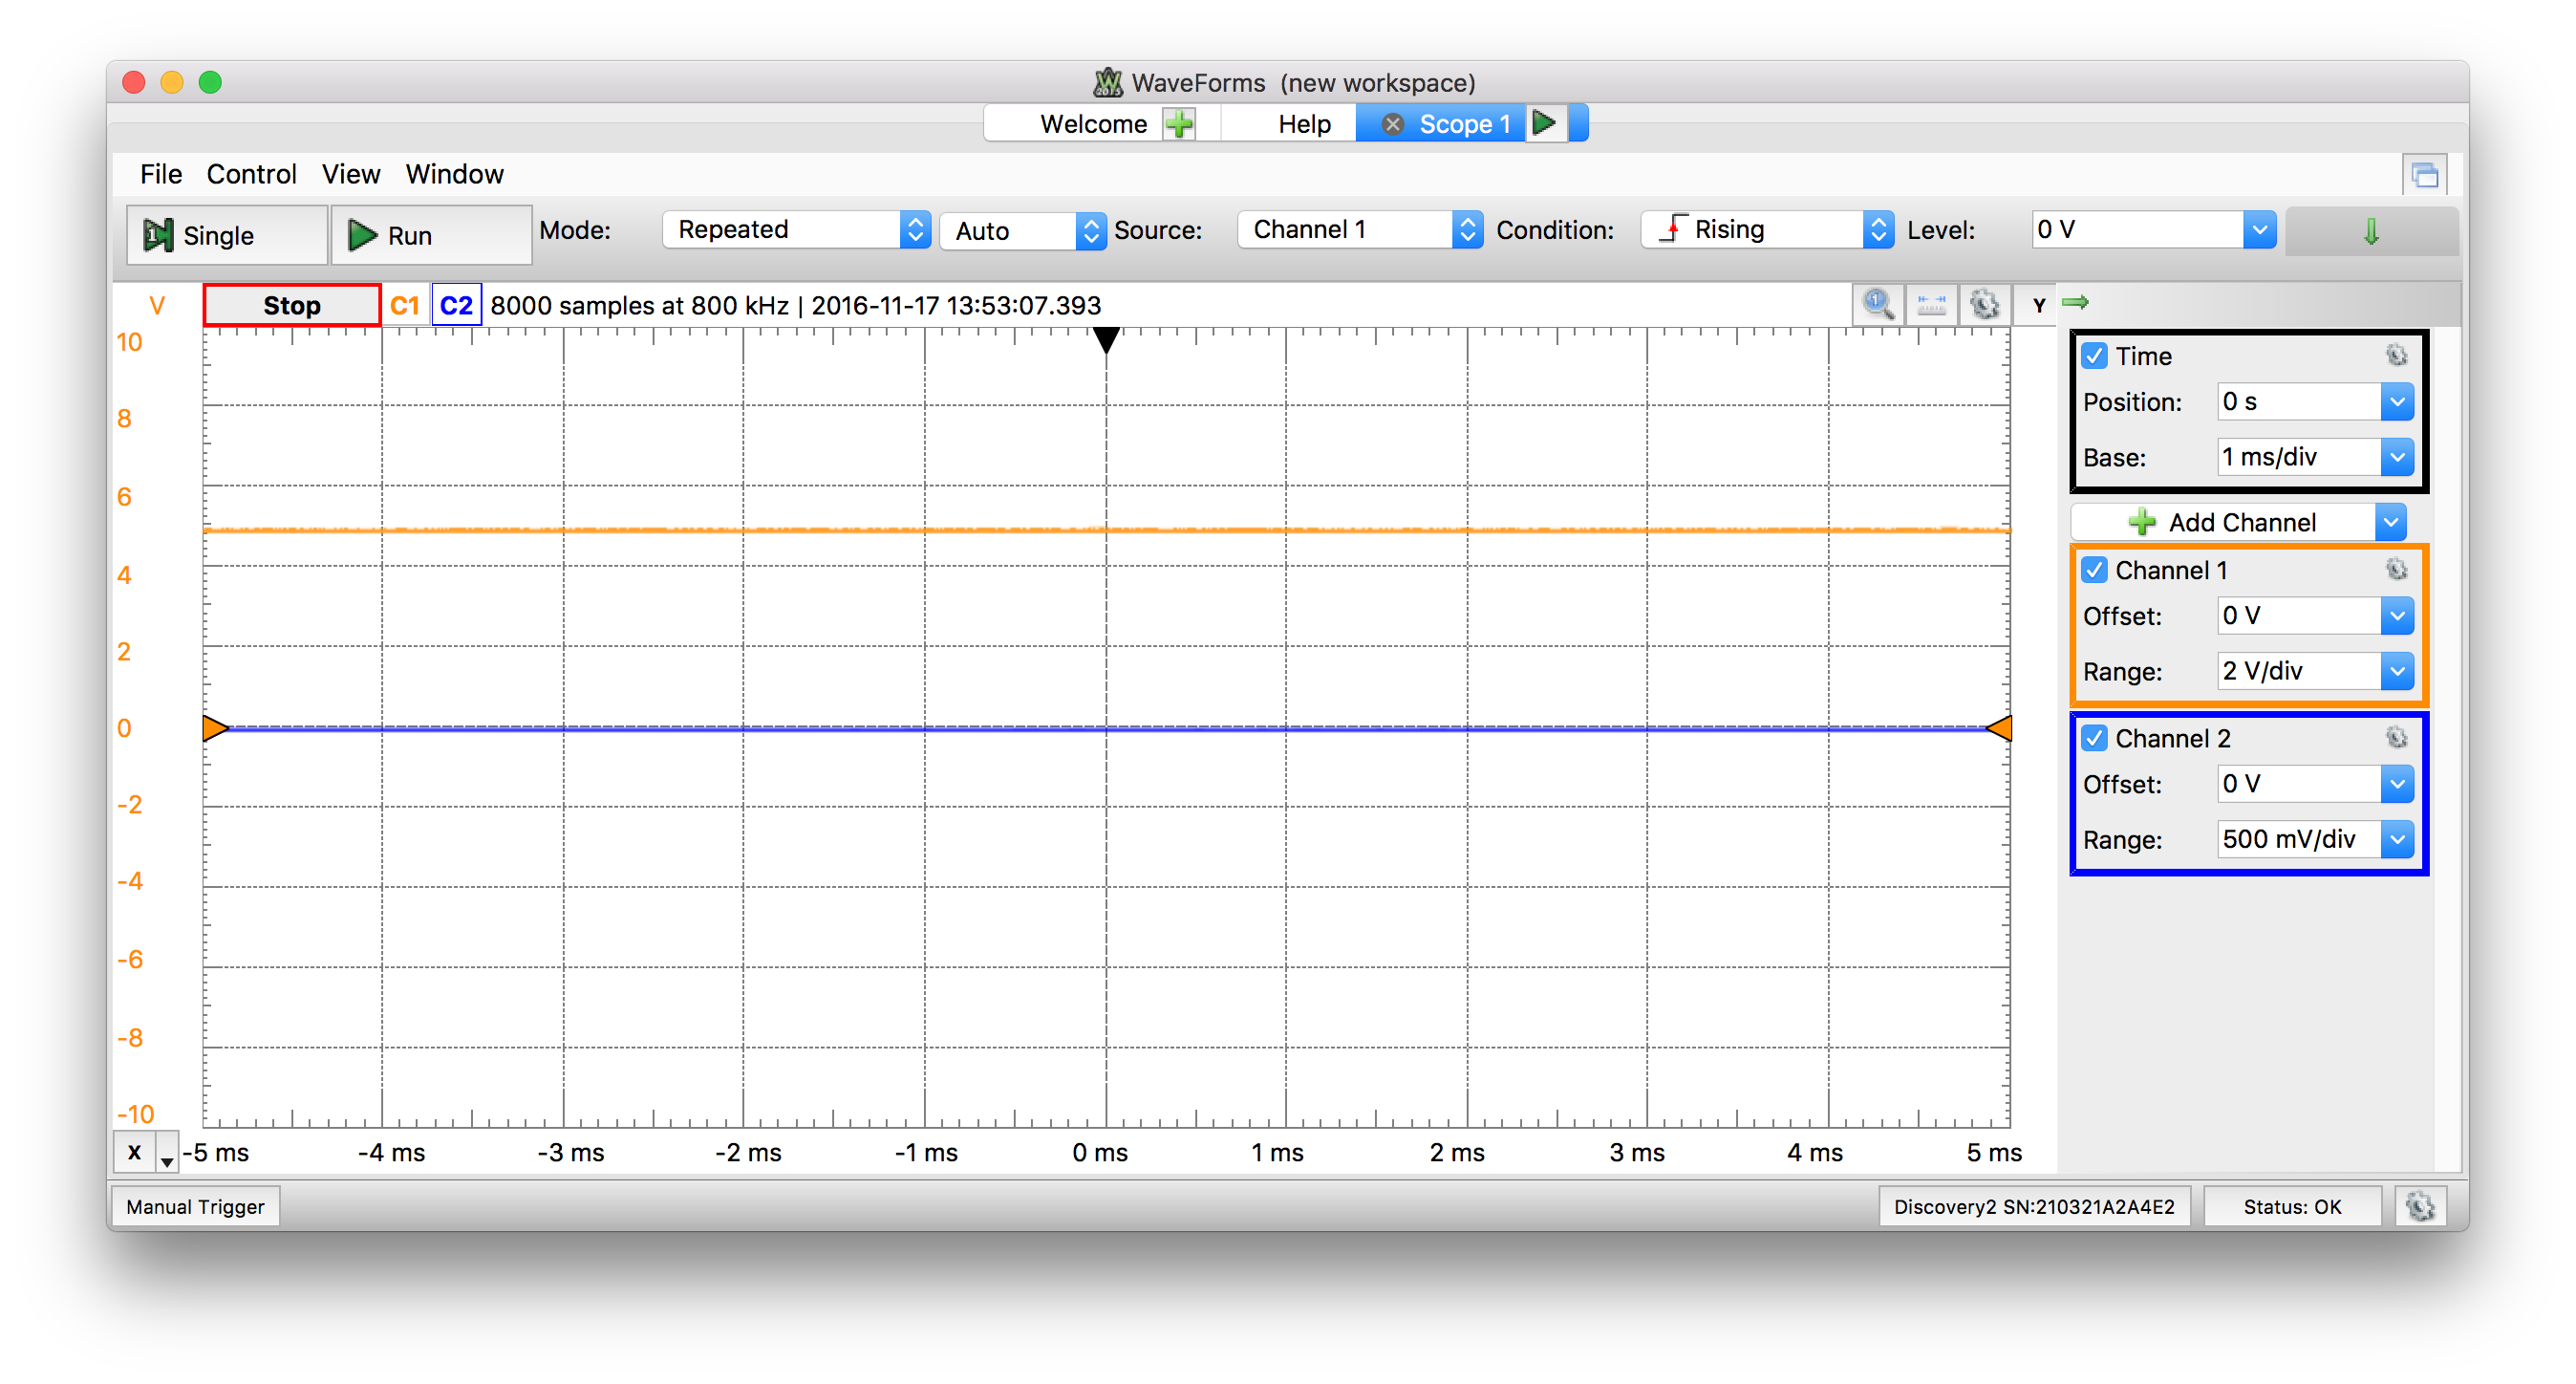 WaveForms (new workspace)
Welcome Help Scope 1
File Control View Window
Single Run Mode: Repeated Auto Source: Channel 1 Condition: Rising Level: 0 V
V Stop C1 C2 8000 samples at 800 kHz | 2016-11-17 13:53:07.393 Y
10
8
6
4
2
0
-2
-4
-6
-8
-10
X -5 ms -4 ms -3 ms -2 ms -1 ms 0 ms 1 ms 2 ms 3 ms 4 ms 5 ms
Time
Position: 0 s
Base: 1 ms/div
Add Channel
Channel 1
Offset: 0 V
Range: 2 V/div
Channel 2
Offset: 0 V
Range: 500 mV/div
Manual Trigger Discovery2 SN:210321A2A4E2 Status: OK